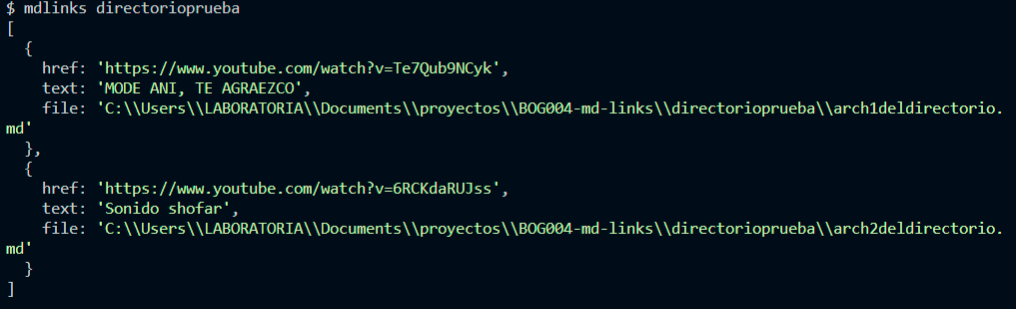 $ mdlinks directorioprueba
[
  {
    href: 'https://www.youtube.com/watch?v=Te7Qub9NCyk',
    text: 'MODE ANI, TE AGRAEZCO',
    file: 'C:\\Users\\LABORATORIA\\Documents\\proyectos\\BOG004-md-links\\directorioprueba\\arch1deldirectorio.
md'
  },
  {
    href: 'https://www.youtube.com/watch?v=6RCKdaRUJss',
    text: 'Sonido shofar',
    file: 'C:\\Users\\LABORATORIA\\Documents\\proyectos\\BOG004-md-links\\directorioprueba\\arch2deldirectorio.
md'
  }
]